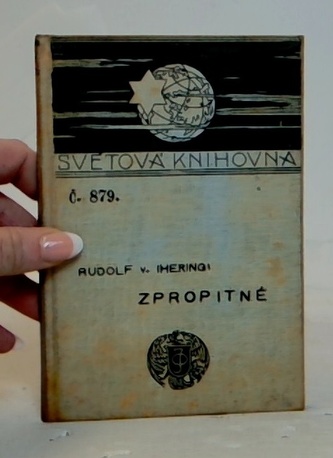 SVĚTOVÁ KNIHOVNA
Č. 879.
RUDOLF v. IHERING:
ZPROPITNÉ